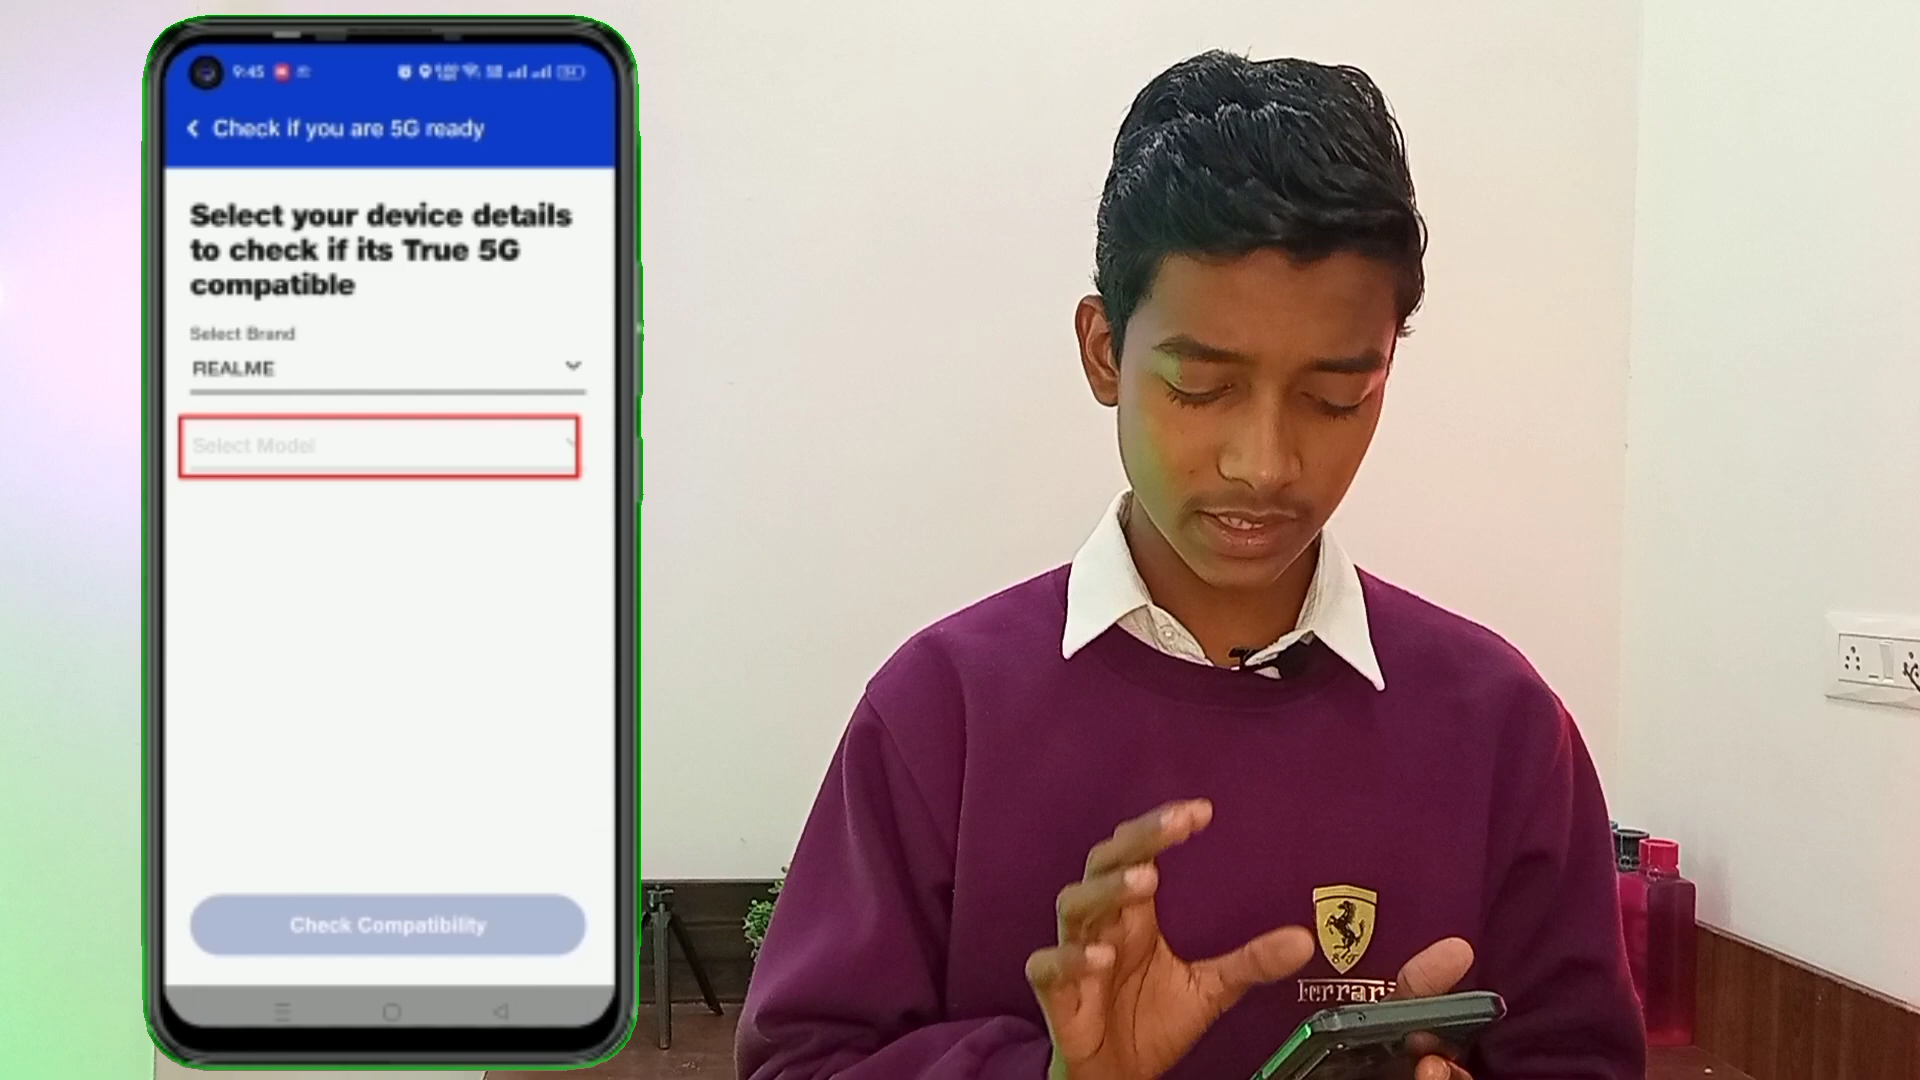 9:45
Check if you are 5G ready
Select your device details
to check if its True 5G
compatible
Select Brand
REALME
Select Model
Check Compatibility
Ferrari